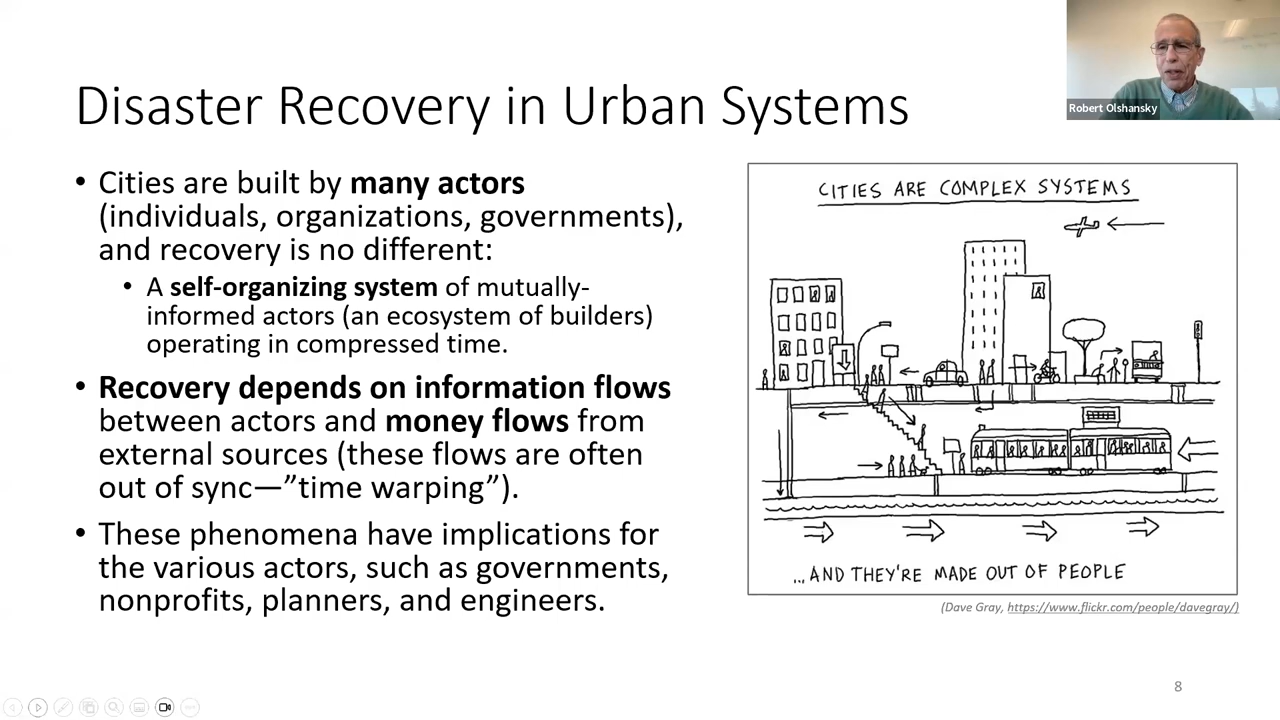 Robert Olshansky
Disaster Recovery in Urban Systems
• Cities are built by many actors
(individuals, organizations, governments),
and recovery is no different:
• A self-organizing system of mutually-
informed actors (an ecosystem of builders)
operating in compressed time.
• Recovery depends on information flows
between actors and money flows from
external sources (these flows are often
out of sync—”time warping”).
• These phenomena have implications for
the various actors, such as governments,
nonprofits, planners, and engineers.
CITIES ARE COMPLEX SYSTEMS
...AND THEY'RE MADE OUT OF PEOPLE
(Dave Gray, https://www.flickr.com/people/davegray/)
8